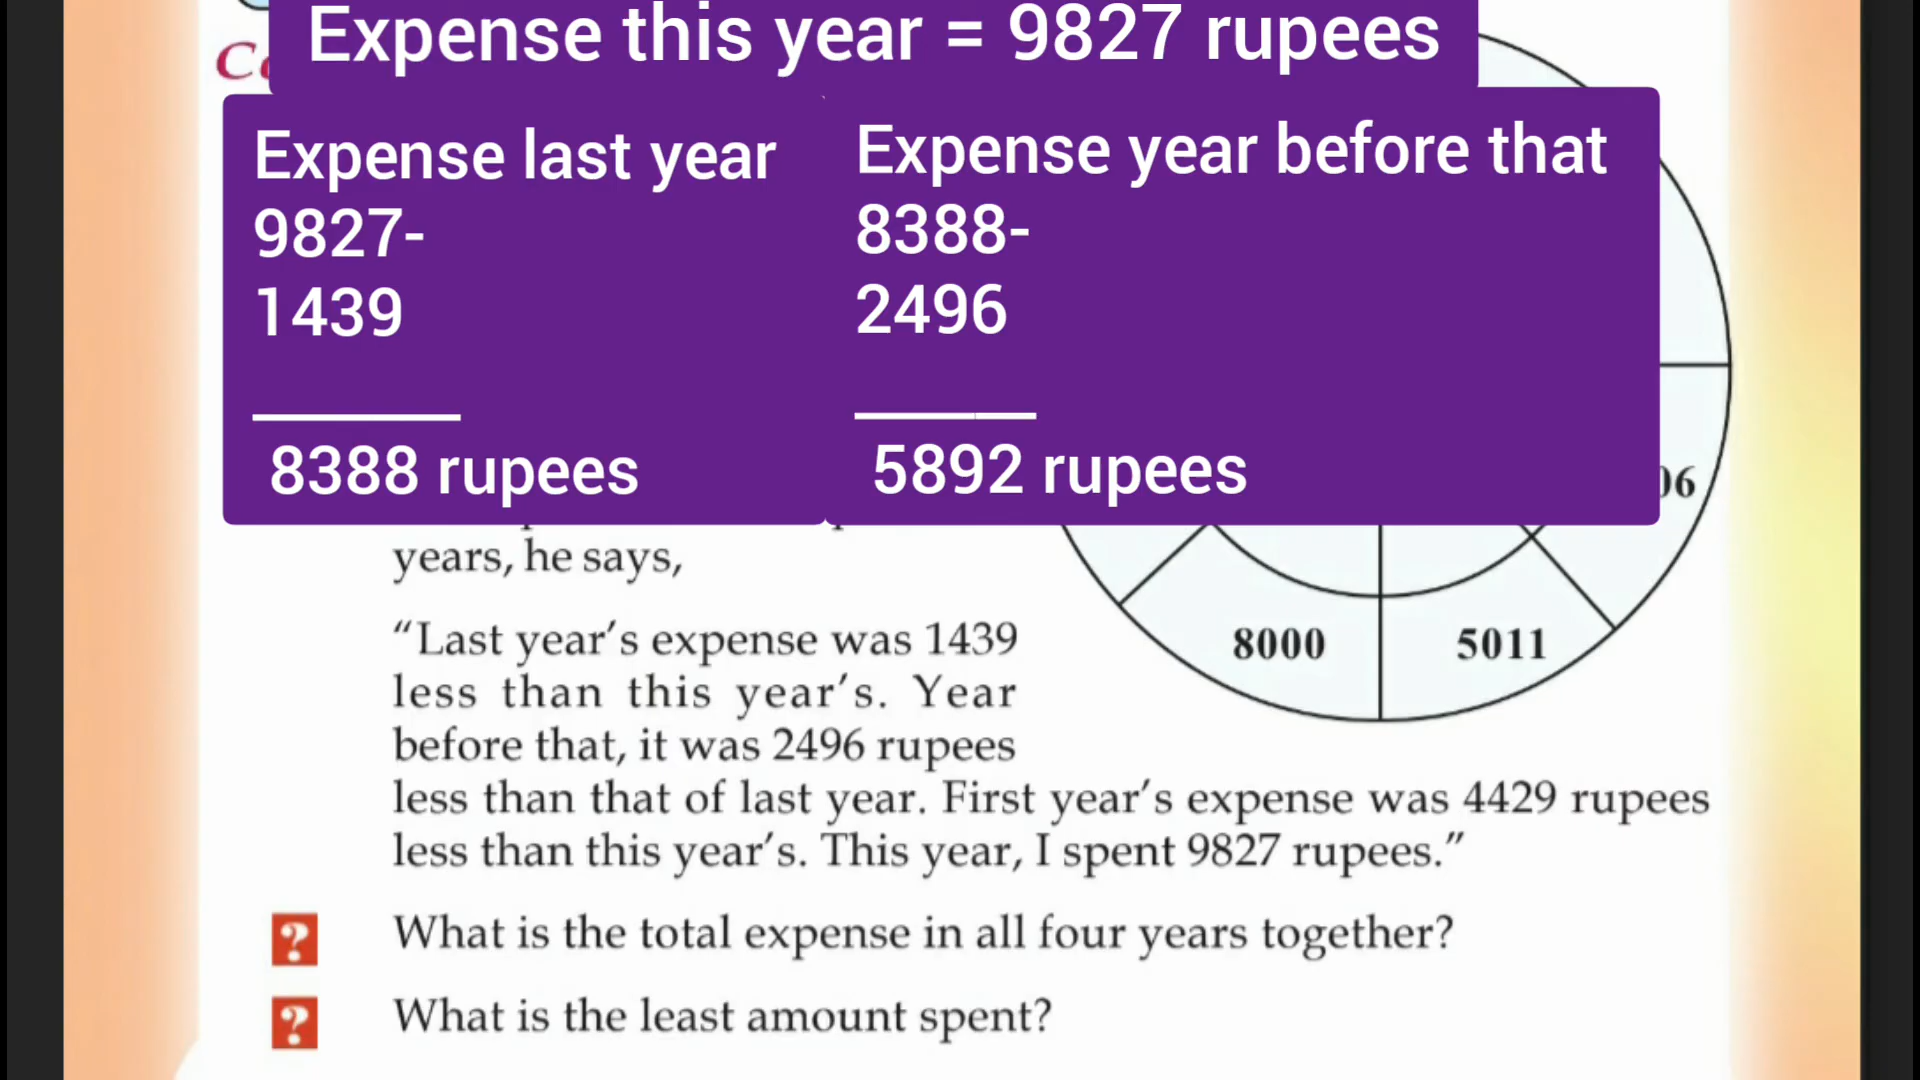 Expense this year = 9827 rupees
Expense last year
9827-
1439
8388 rupees
Expense year before that
8388-
2496
5892 rupees
years, he says,
“Last year’s expense was 1439
less than this year’s. Year
before that, it was 2496 rupees
less than that of last year. First year’s expense was 4429 rupees
less than this year’s. This year, I spent 9827 rupees.”
8000
5011
? What is the total expense in all four years together?
? What is the least amount spent?